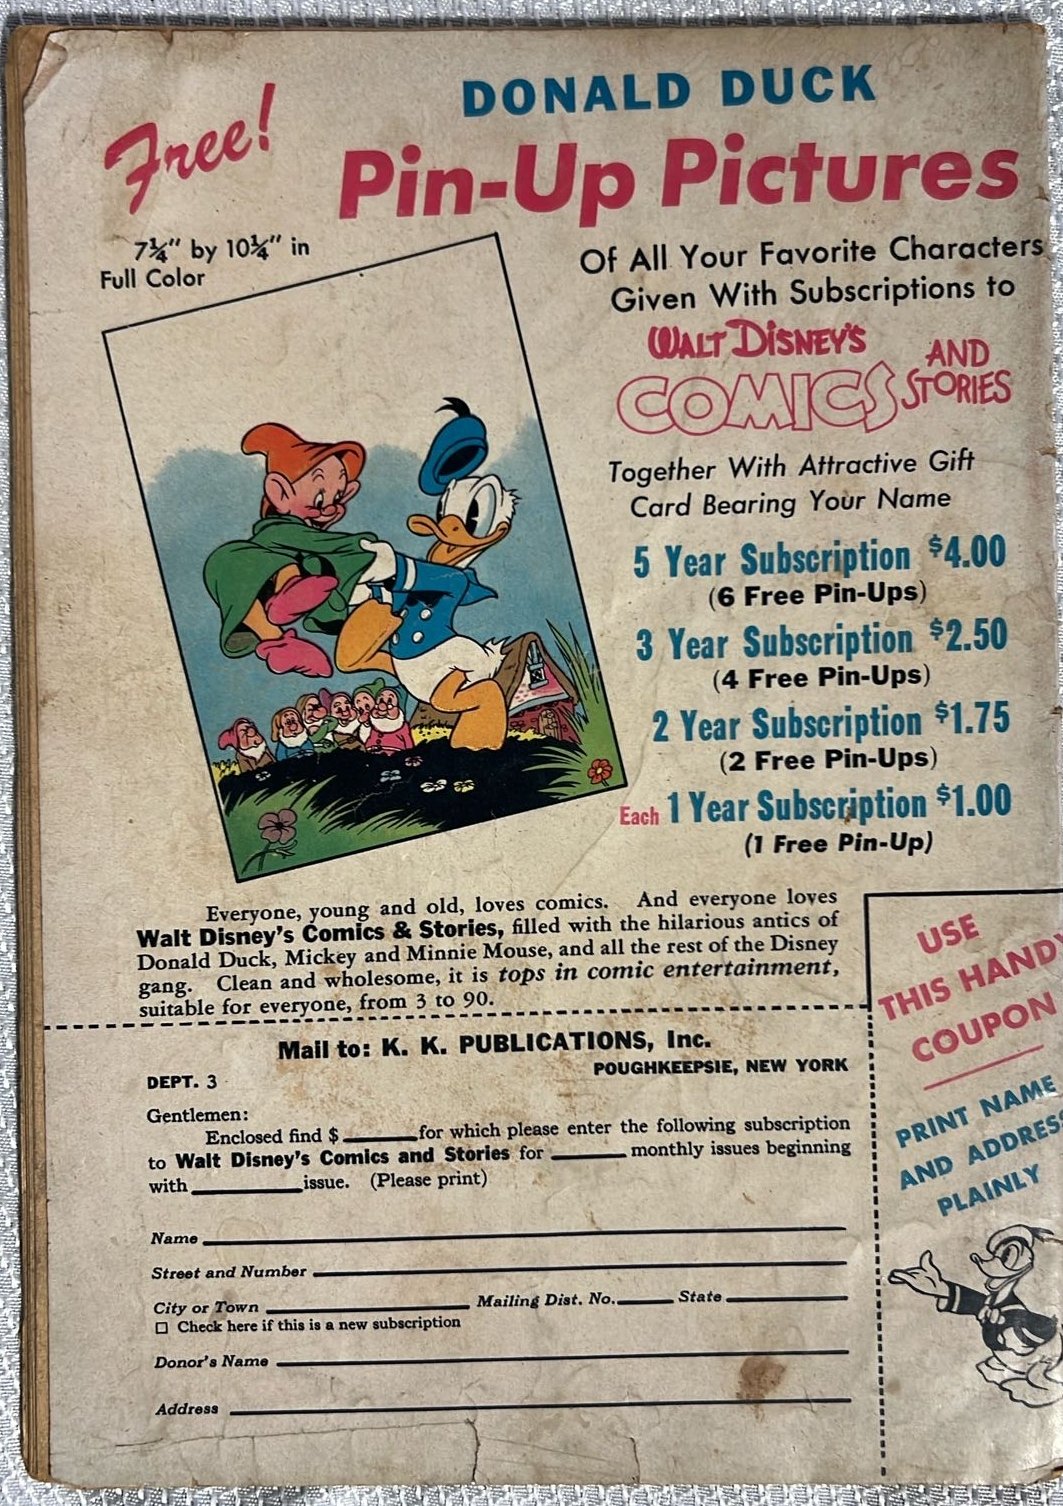 Free!
DONALD DUCK
Pin-Up Pictures
7¼" by 10¼" in
Full Color
Of All Your Favorite Characters
Given With Subscriptions to
WALT DISNEY'S
COMICS AND STORIES
Together With Attractive Gift
Card Bearing Your Name
5 Year Subscription $4.00
(6 Free Pin-Ups)
3 Year Subscription $2.50
(4 Free Pin-Ups)
2 Year Subscription $1.75
(2 Free Pin-Ups)
Each 1 Year Subscription $1.00
(1 Free Pin-Up)
Everyone, young and old, loves comics. And everyone loves
Walt Disney's Comics & Stories, filled with the hilarious antics of
Donald Duck, Mickey and Minnie Mouse, and all the rest of the Disney
gang. Clean and wholesome, it is tops in comic entertainment,
suitable for everyone, from 3 to 90.
USE
THIS HANDY
COUPON
PRINT NAME
AND ADDRESS
PLAINLY
Mail to: K. K. PUBLICATIONS, Inc.
POUGHKEEPSIE, NEW YORK
DEPT. 3
Gentlemen:
Enclosed find $ for which please enter the following subscription
to Walt Disney's Comics and Stories for monthly issues beginning
with issue. (Please print)
Name
Street and Number
City or Town Mailing Dist. No. State
Check here if this is a new subscription
Donor's Name
Address